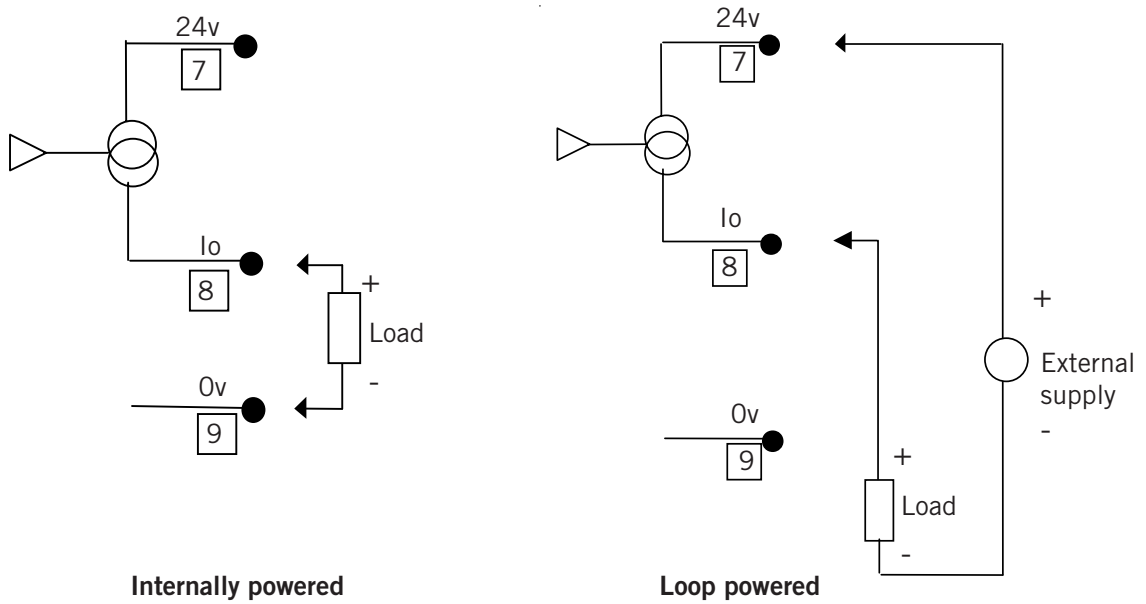 24v
7
Io
8
+
Load
-
0v
9
Internally powered
24v
7
Io
8
0v
9
+
Load
-
+
External
supply
-
Loop powered